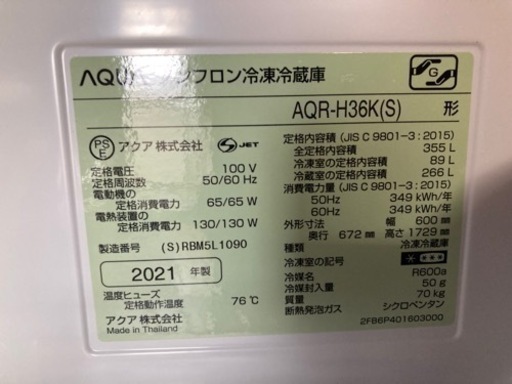 AQUA ノンフロン冷凍冷蔵庫
AQR-H36K(S) 形
G
PS
E
アクア株式会社
S JET
定格電圧 100 V
定格周波数 50/60 Hz
電動機の
定格消費電力 65/65 W
電熱装置の
定格消費電力 130/130 W
製造番号 (S)RBM5L1090
2021 年製
温度ヒューズ
定格動作温度 76℃
アクア株式会社
Made in Thailand
定格内容積 (JIS C 9801-3 : 2015)
全定格内容積 355 L
冷凍室の定格内容積 89 L
冷蔵室の定格内容積 266 L
消費電力量 (JIS C 9801-3 : 2015)
50Hz 349 kWh/年
60Hz 349 kWh/年
外形寸法 幅 600 mm
奥行 672 mm 高さ 1729 mm
種類 冷凍冷蔵庫
冷凍室の記号
冷媒名 R600a
冷媒封入量 50 g
質量 70 kg
断熱発泡ガス シクロペンタン
2FB6P401603000